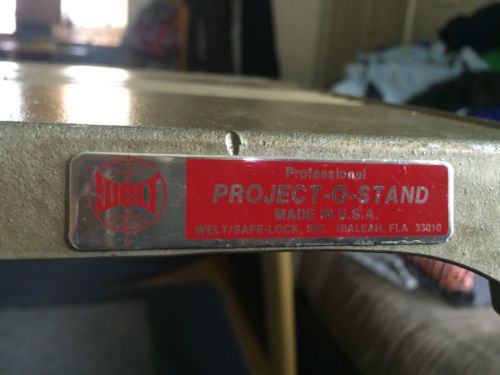 WELT
Professional
PROJECT-O-STAND
MADE IN U.S.A.
WELT/SAFE-LOCK, INC. HIALEAH, FLA 33010